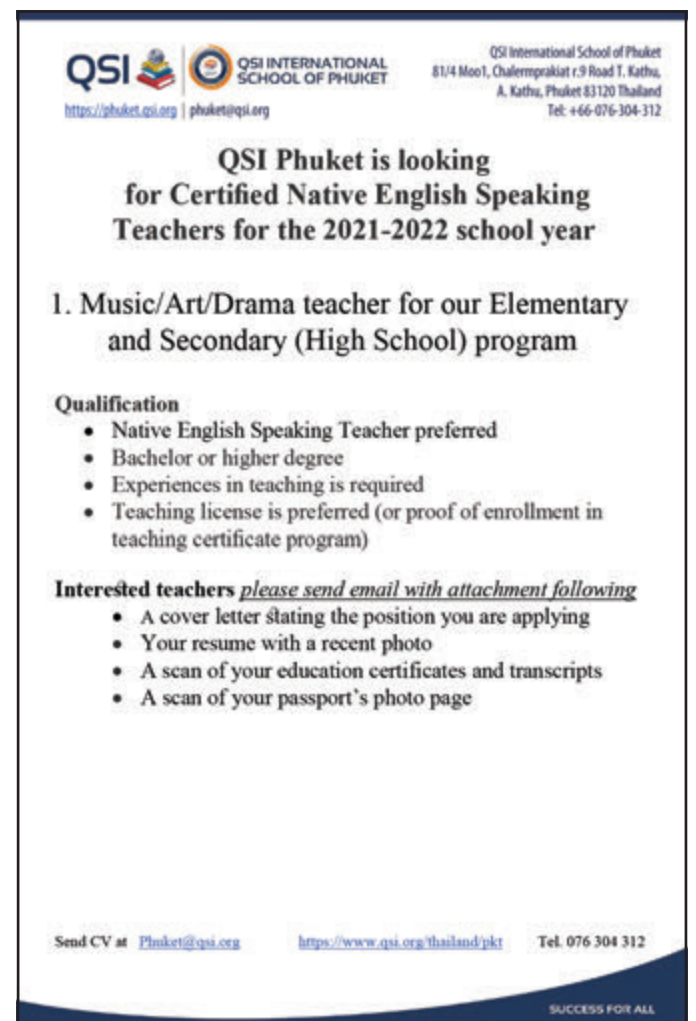 QSI
QSI INTERNATIONAL
SCHOOL OF PHUKET
https://phuket.qsi.org | phuket@qsi.org
QSI International School of Phuket
81/4 Moo1, Chalermprakiat r.9 Road T. Kathu,
A. Kathu, Phuket 83120 Thailand
Tel: +66-076-304-312
QSI Phuket is looking
for Certified Native English Speaking
Teachers for the 2021-2022 school year
1. Music/Art/Drama teacher for our Elementary
and Secondary (High School) program
Qualification
• Native English Speaking Teacher preferred
• Bachelor or higher degree
• Experiences in teaching is required
• Teaching license is preferred (or proof of enrollment in
teaching certificate program)
Interested teachers please send email with attachment following
• A cover letter stating the position you are applying
• Your resume with a recent photo
• A scan of your education certificates and transcripts
• A scan of your passport's photo page
Send CV at Phuket@qsi.org https://www.qsi.org/thailand/pkt Tel. 076 304 312
SUCCESS FOR ALL